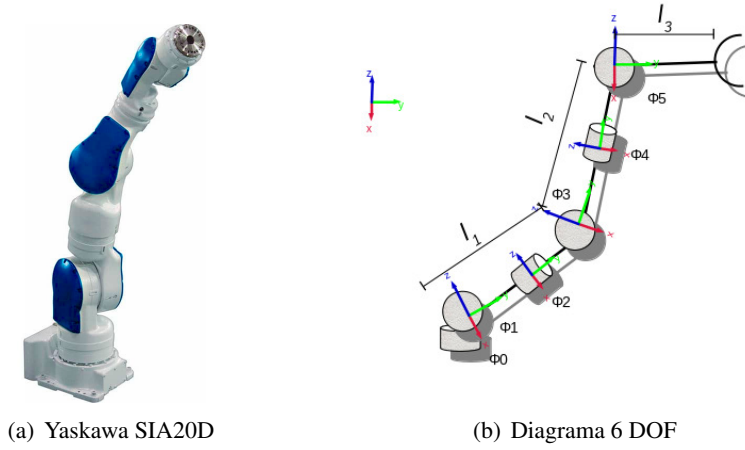 z
y
x
l1
l2
l3
z
y
x
Φ5
y
z
x
Φ4
Φ3
z
y
x
z
y
x
Φ2
z
y
x
Φ1
Φ0
(a) Yaskawa SIA20D
(b) Diagrama 6 DOF